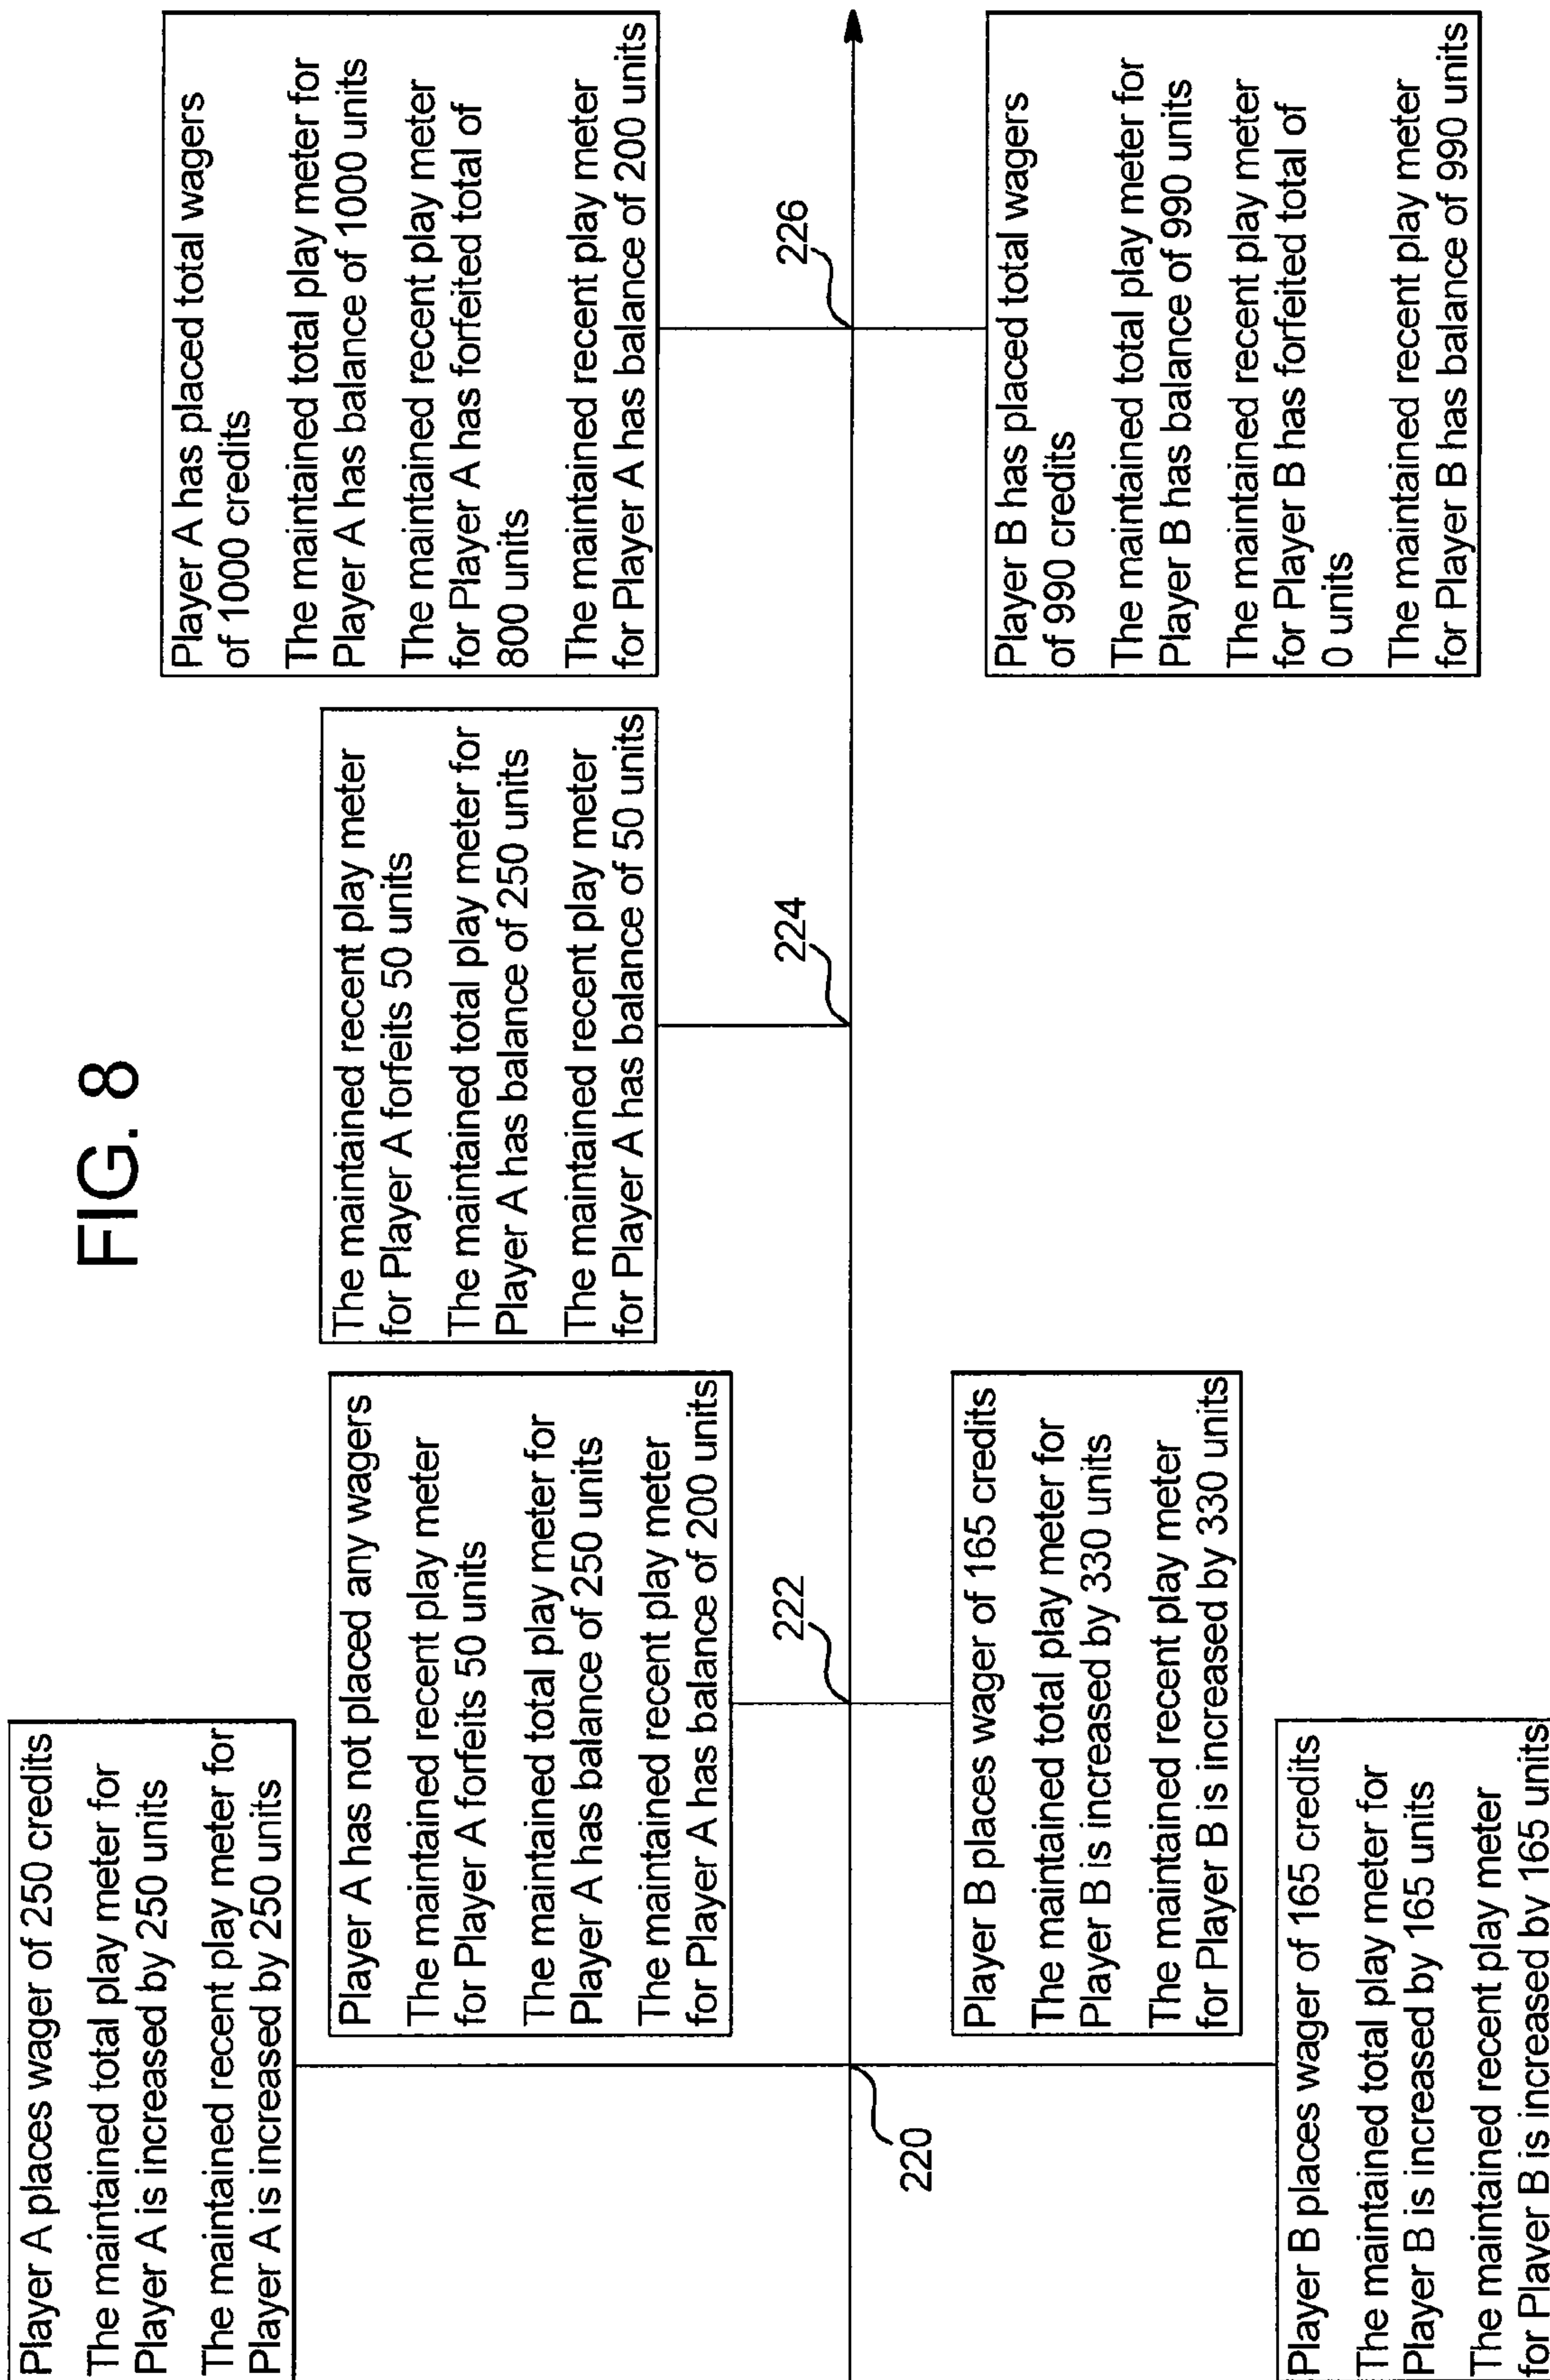 FIG. 8
Player A places wager of 250 credits
The maintained total play meter for
Player A is increased by 250 units
The maintained recent play meter for
Player A is increased by 250 units
Player A has not placed any wagers
The maintained recent play meter
for Player A forfeits 50 units
The maintained total play meter for
Player A has balance of 250 units
The maintained recent play meter
for Player A has balance of 200 units
The maintained recent play meter
for Player A forfeits 50 units
The maintained total play meter for
Player A has balance of 250 units
The maintained recent play meter
for Player A has balance of 50 units
Player A has placed total wagers
of 1000 credits
The maintained total play meter for
Player A has balance of 1000 units
The maintained recent play meter
for Player A has forfeited total of
800 units
The maintained recent play meter
for Player A has balance of 200 units
220
222
224
226
Player B places wager of 165 credits
The maintained total play meter for
Player B is increased by 165 units
The maintained recent play meter
for Player B is increased by 165 units
Player B places wager of 165 credits
The maintained total play meter for
Player B is increased by 330 units
The maintained recent play meter
for Player B is increased by 330 units
Player B has placed total wagers
of 990 credits
The maintained total play meter for
Player B has balance of 990 units
The maintained recent play meter
for Player B has forfeited total of
0 units
The maintained recent play meter
for Player B has balance of 990 units